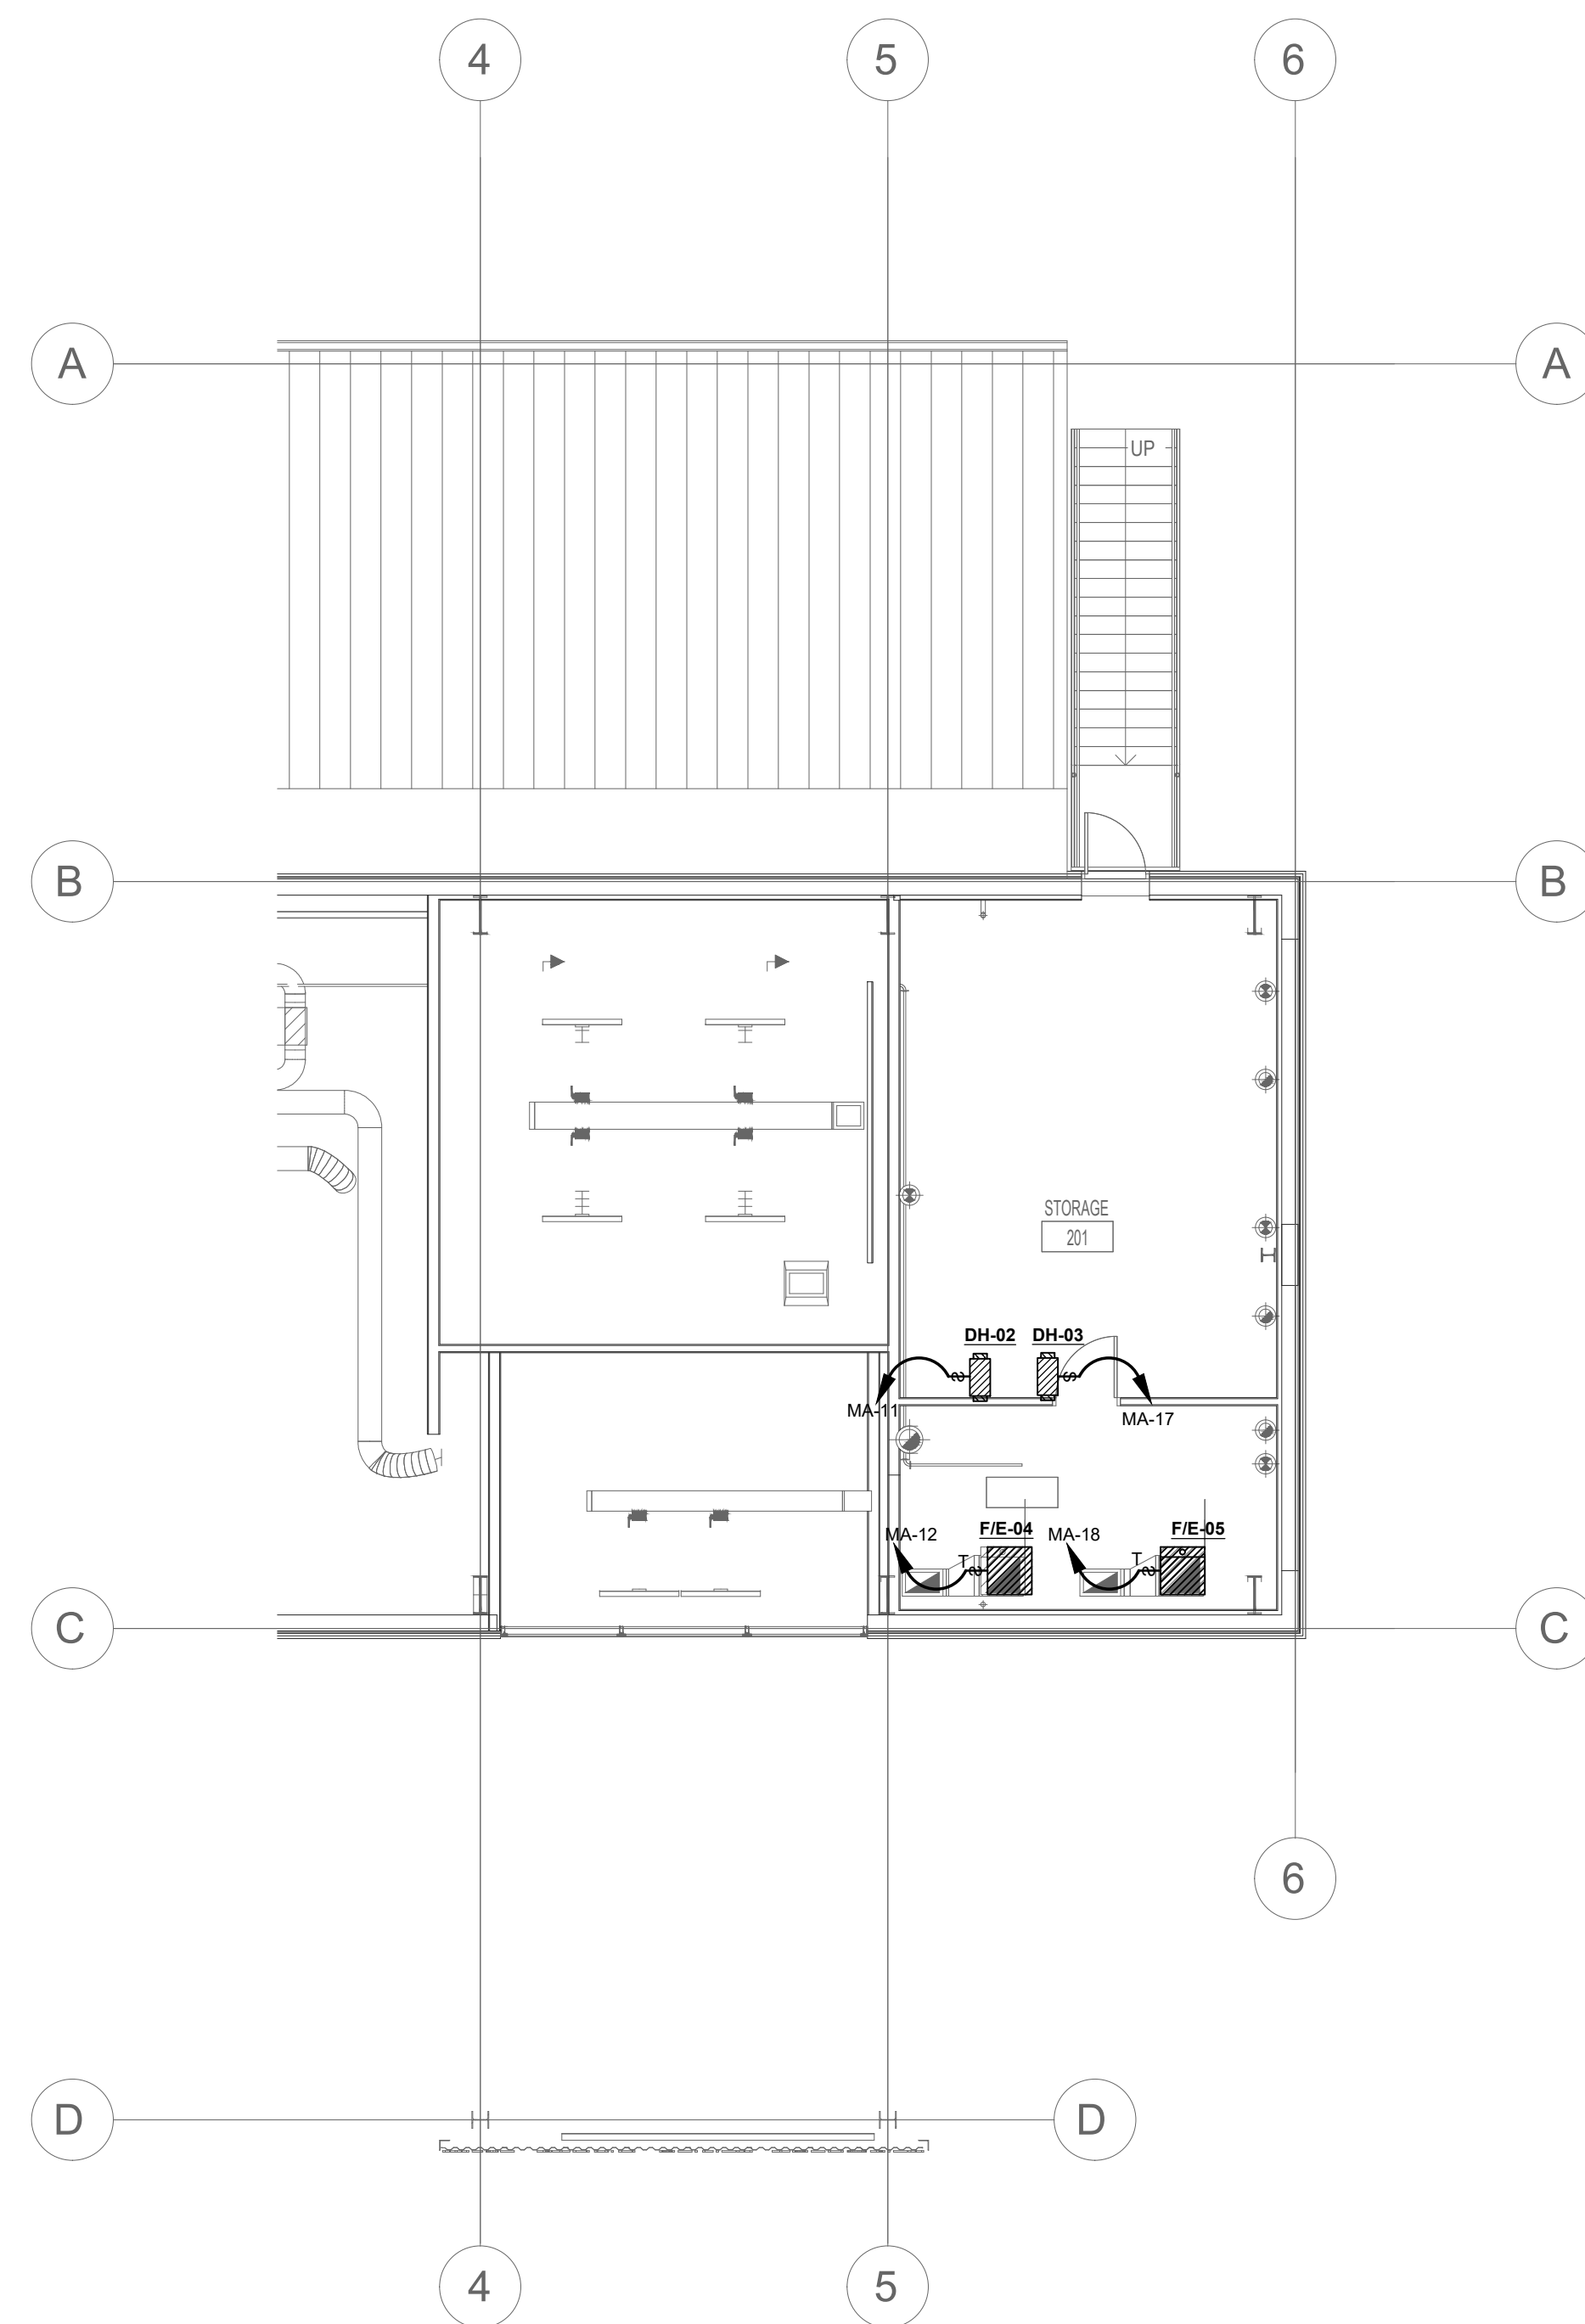 4 5 6
A A
UP
B B
STORAGE
201
DH-02 DH-03
S S
MA-11 MA-17
MA-12 F/E-04 MA-18 F/E-05
T S T S
C C
6
D D
4 5